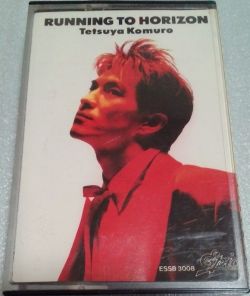 RUNNING TO HORIZON
Tetsuya Komuro
ESSB 3008